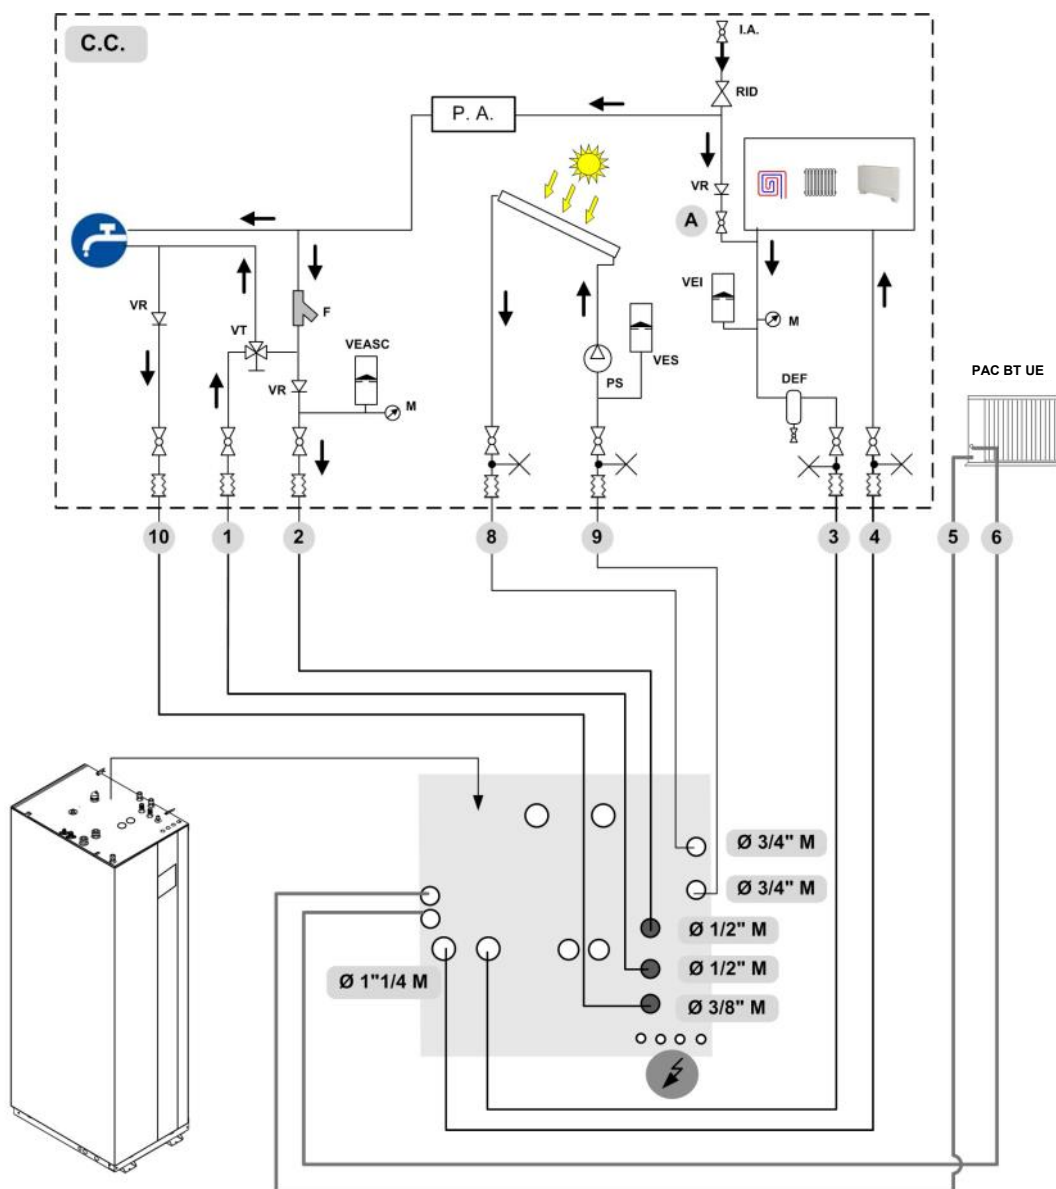 C.C.
I.A.
RID
P. A.
VR
A
VR
F
VT
VEASC
VR
M
VES
PS
VEI
M
DEF
PAC BT UE
10
1
2
8
9
3
4
5
6
Ø 3/4" M
Ø 3/4" M
Ø 1/2" M
Ø 1"1/4 M
Ø 1/2" M
Ø 3/8" M